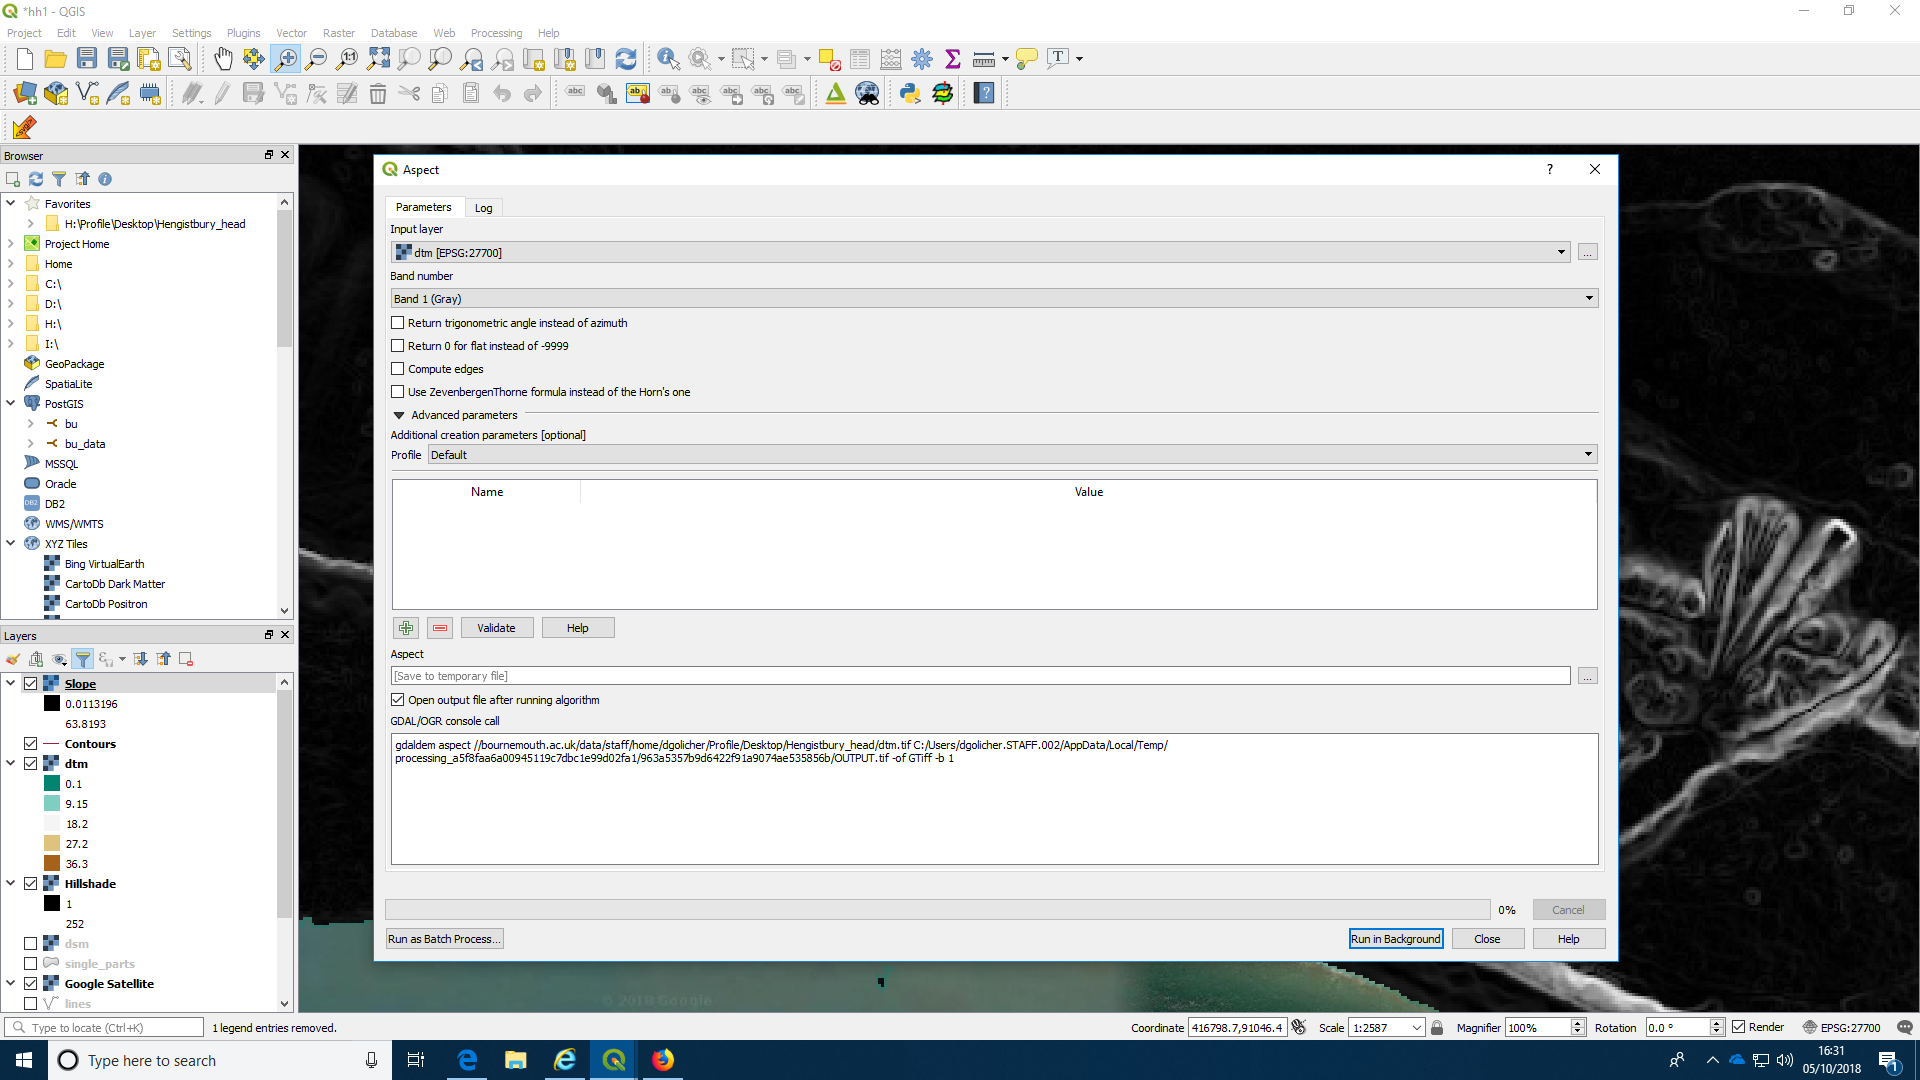 *hh1 - QGIS
Project Edit View Layer Settings Plugins Vector Raster Database Web Processing Help
Browser
Favorites
H:\Profile\Desktop\Hengistbury_head
Project Home
Home
C:\
D:\
H:\
I:\
GeoPackage
SpatiaLite
PostGIS
bu
bu_data
MSSQL
Oracle
DB2
WMS/WMTS
XYZ Tiles
Bing VirtualEarth
CartoDb Dark Matter
CartoDb Positron
Layers
Slope
0.0113196
63.8193
Contours
dtm
0.1
9.15
18.2
27.2
36.3
Hillshade
1
252
dsm
single_parts
Google Satellite
lines
Aspect
Parameters Log
Input layer
dtm [EPSG:27700]
...
Band number
Band 1 (Gray)
Return trigonometric angle instead of azimuth
Return 0 for flat instead of -9999
Compute edges
Use ZevenbergenThorne formula instead of the Horn's one
Advanced parameters
Additional creation parameters [optional]
Profile Default
Name Value
Validate Help
Aspect
[Save to temporary file]
...
Open output file after running algorithm
GDAL/OGR console call
gdaldem aspect //bournemouth.ac.uk/data/staff/home/dgolicher/Profile/Desktop/Hengistbury_head/dtm.tif C:/Users/dgolicher.STAFF.002/AppData/Local/Temp/
processing_a5f8faa6a00945119c7dbc1e99d02fa1/963a5357b9d6422f91a9074ae535856b/OUTPUT.tif -of GTiff -b 1
0% Cancel
Run as Batch Process... Run in Background Close Help
© 2018 Google
Type to locate (Ctrl+K) 1 legend entries removed. Coordinate 416798.7,91046.4 Scale 1:2587 Magnifier 100% Rotation 0.0 ° Render EPSG:27700
Type here to search
16:31
05/10/2018
1